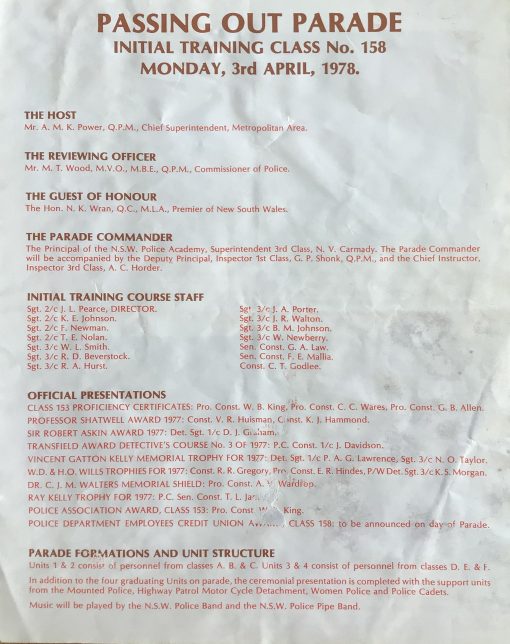 PASSING OUT PARADE
INITIAL TRAINING CLASS No. 158
MONDAY, 3rd APRIL, 1978.
THE HOST
Mr. A. M. K. Power, Q.P.M., Chief Superintendent, Metropolitan Area.
THE REVIEWING OFFICER
Mr. M. T. Wood, M.V.O., M.B.E., Q.P.M., Commissioner of Police.
THE GUEST OF HONOUR
The Hon. N. K. Wran, Q.C., M.L.A., Premier of New South Wales.
THE PARADE COMMANDER
The Principal of the N.S.W. Police Academy, Superintendent 3rd Class, N. V. Carmady. The Parade Commander
will be accompanied by the Deputy Principal, Inspector 1st Class, G. P. Shonk, Q.P.M., and the Chief Instructor,
Inspector 3rd Class, A. C. Horder.
INITIAL TRAINING COURSE STAFF
Sgt. 2/c J. L. Pearce, DIRECTOR.
Sgt. 2/c K. E. Johnson.
Sgt. 2/c F. Newman.
Sgt. 2/c T. E. Nolan.
Sgt. 3/c W. L. Smith.
Sgt. 3/c R. D. Beverstock.
Sgt. 3/c R. A. Hurst.
Sgt. 3/c J. A. Porter.
Sgt. 3/c J. R. Walton.
Sgt. 3/c B. M. Johnson.
Sgt. 3/c W. Newberry.
Sen. Const. G. A. Law.
Sen. Const. F. E. Mallia.
Const. C. T. Godlee.
OFFICIAL PRESENTATIONS
CLASS 153 PROFICIENCY CERTIFICATES: Pro. Const. W. B. King, Pro. Const. C. C. Wares, Pro. Const. G. B. Allen.
PROFESSOR SHATWELL AWARD 1977: Const. V. R. Huisman, Const. K. J. Hammond.
SIR ROBERT ASKIN AWARD 1977: Det. Sgt. 1/c D. J.
TRANSFIELD AWARD DETECTIVE'S COURSE No. 3 OF 1977: P.C. Const. 1/c J. Davidson.
VINCENT GATTON KELLY MEMORIAL TROPHY FOR 1977: Det. Sgt. 1/c P. A. G. Lawrence, Sgt. 3/c N. O. Taylor.
W.D. & H.O. WILLS TROPHIES FOR 1977: Const. R. R. Gregory, Pro. Const. E. R. Hindes, P/W Det. Sgt. 3/c K. S. Morgan.
DR. C. J. M. WALTERS MEMORIAL SHIELD: Pro. Const. A. Wardrop.
RAY KELLY TROPHY FOR 1977: P.C. Sen. Const. T. L.
POLICE ASSOCIATION AWARD, CLASS 153: Pro. Const. King.
POLICE DEPARTMENT EMPLOYEES CREDIT UNION CLASS 158; to be announced on day of Parade.
PARADE FORMATIONS AND UNIT STRUCTURE
Units 1 & 2 consist of personnel from classes A. B. & C. Units 3 & 4 consist of personnel from classes D. E. & F.
In addition to the four graduating Units on parade, the ceremonial presentation is completed with the support units
from the Mounted Police, Highway Patrol Motor Cycle Detachment, Women Police and Police Cadets.
Music will be played by the N.S.W. Police Band and the N.S.W. Police Pipe Band.